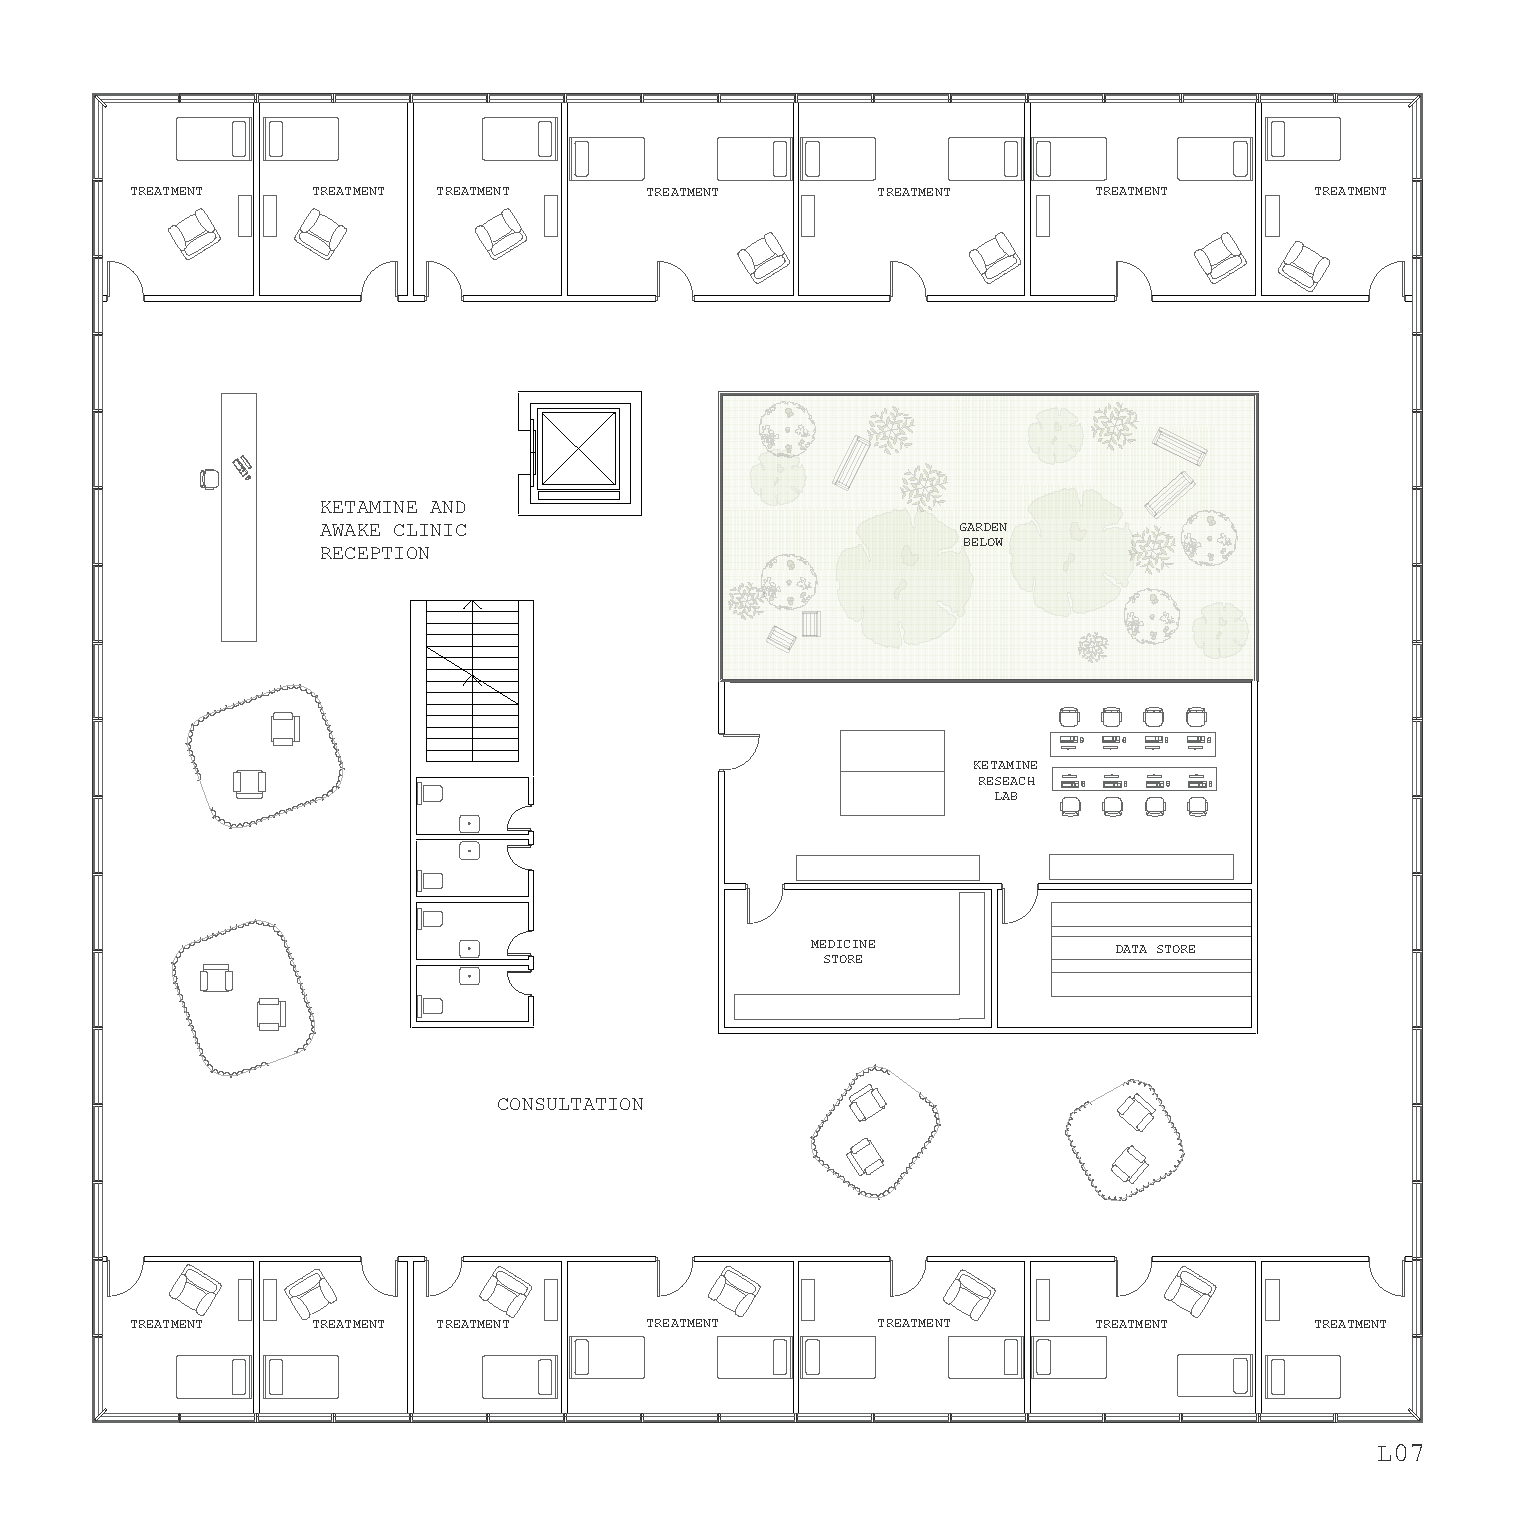 TREATMENT
TREATMENT
TREATMENT
TREATMENT
TREATMENT
TREATMENT
TREATMENT
KETAMINE AND
AWAKE CLINIC
RECEPTION
GARDEN
BELOW
KETAMINE
RESEACH
LAB
MEDICINE
STORE
DATA STORE
CONSULTATION
TREATMENT
TREATMENT
TREATMENT
TREATMENT
TREATMENT
TREATMENT
TREATMENT
L07